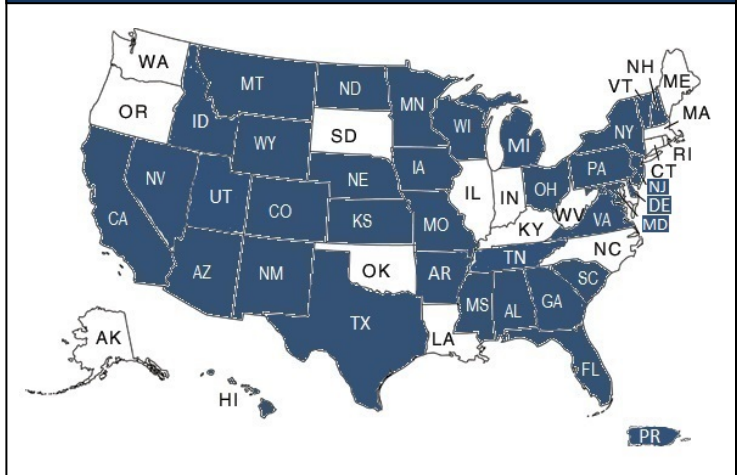 WA
MT
ND
MN
NH
VT
ME
MA
OR
ID
SD
WI
MI
NY
WY
RI
IA
PA
CT
NE
NV
UT
IL
IN
OH
NJ
CO
DE
CA
KS
MO
WV
VA
MD
KY
NC
TN
AZ
NM
OK
AR
SC
MS
AL
GA
TX
AK
LA
FL
HI
PR